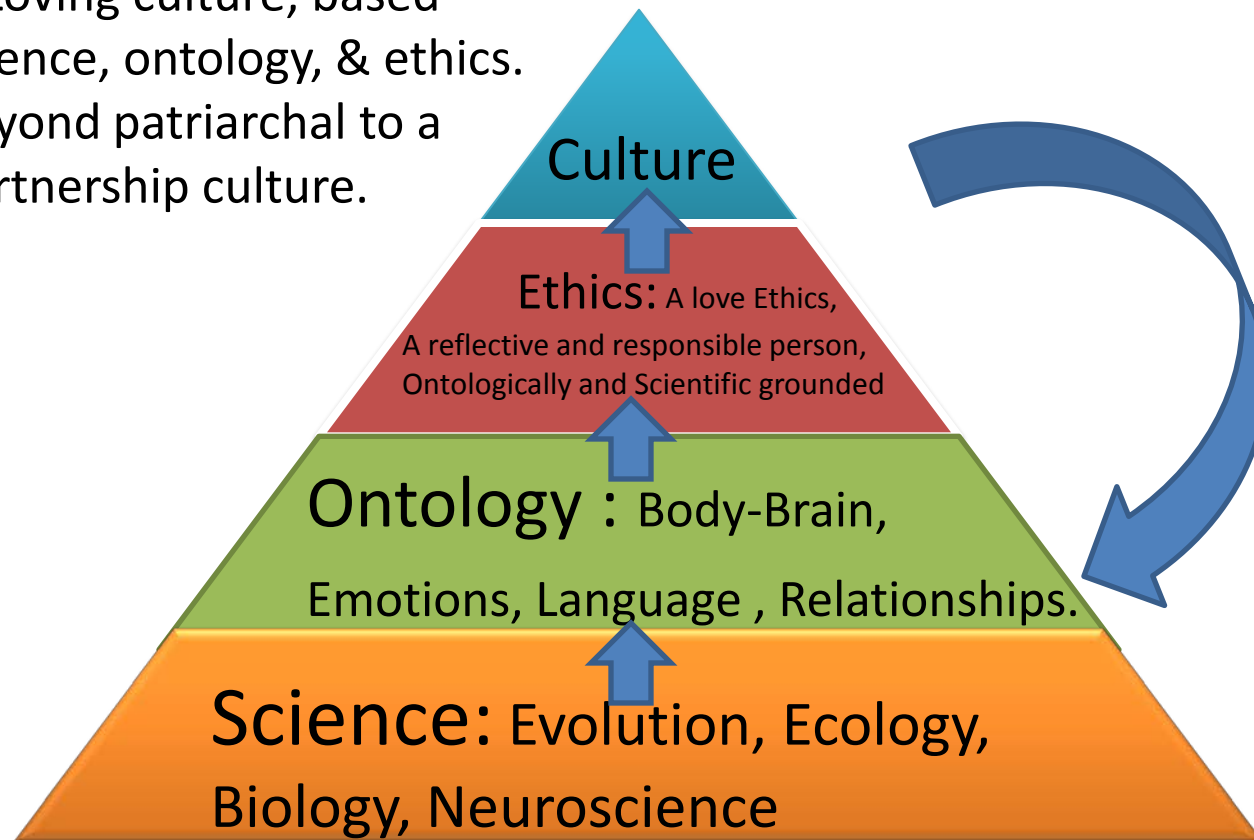 oving culture, based
ence, ontology, & ethics.
yond patriarchal to a
rtnership culture.
Culture
Ethics: A love Ethics,
A reflective and responsible person,
Ontologically and Scientific grounded
Ontology : Body-Brain,
Emotions, Language , Relationships.
Science: Evolution, Ecology,
Biology, Neuroscience